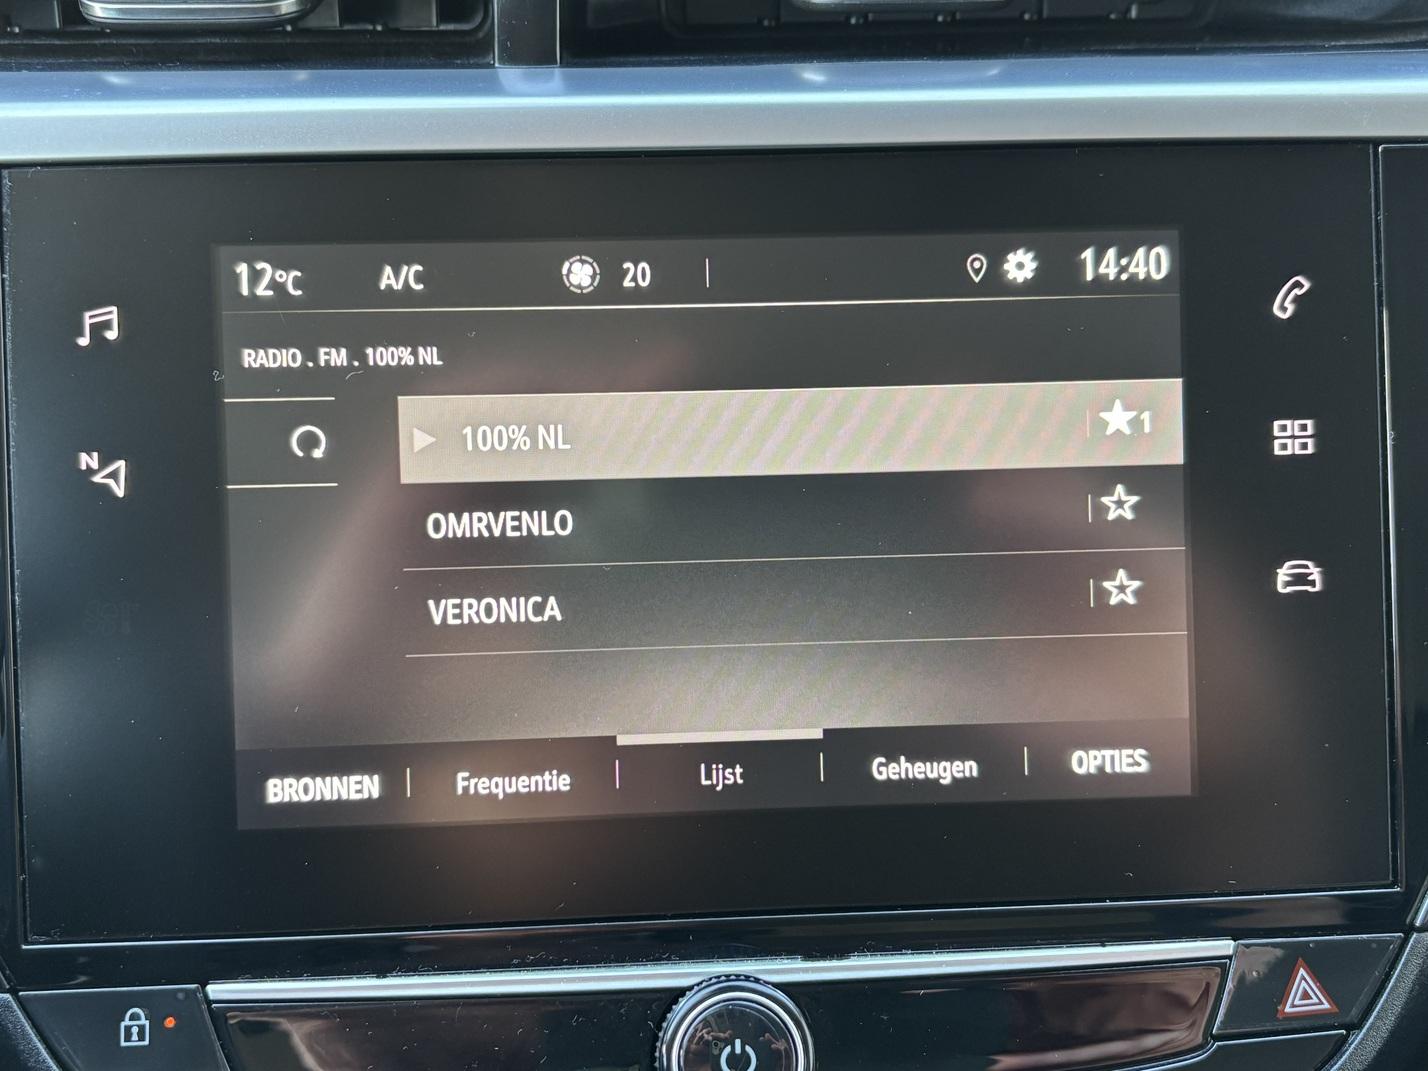 12°C A/C 20 14:40
RADIO . FM . 100% NL
100% NL 1
N
OMRVENLO
VERONICA
BRONNEN Frequentie Lijst Geheugen OPTIES